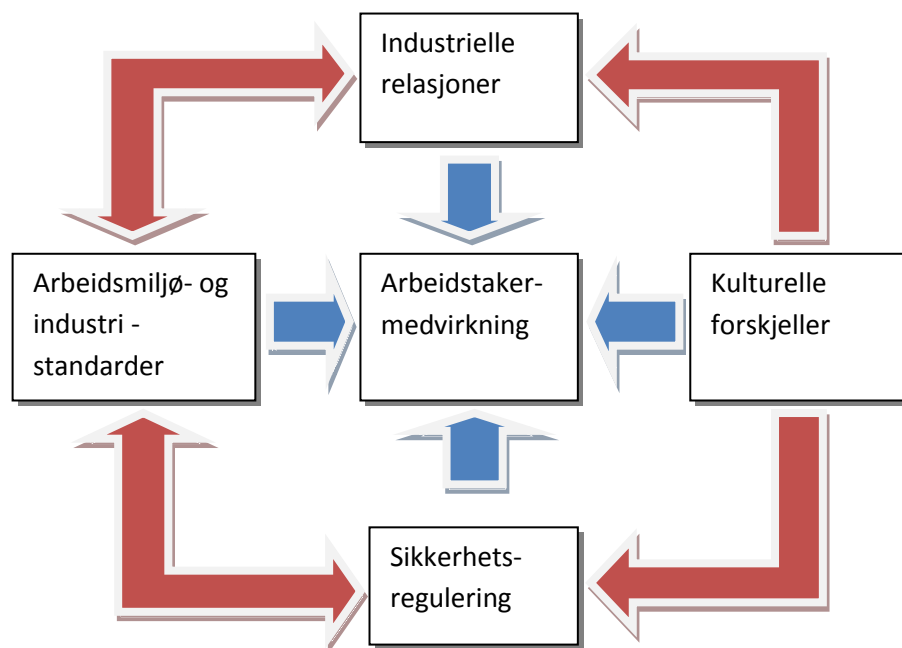 Industrielle
relasjoner
Arbeidsmiljø- og
industri -
standarder
Arbeidstaker-
medvirkning
Kulturelle
forskjeller
Sikkerhets-
regulering